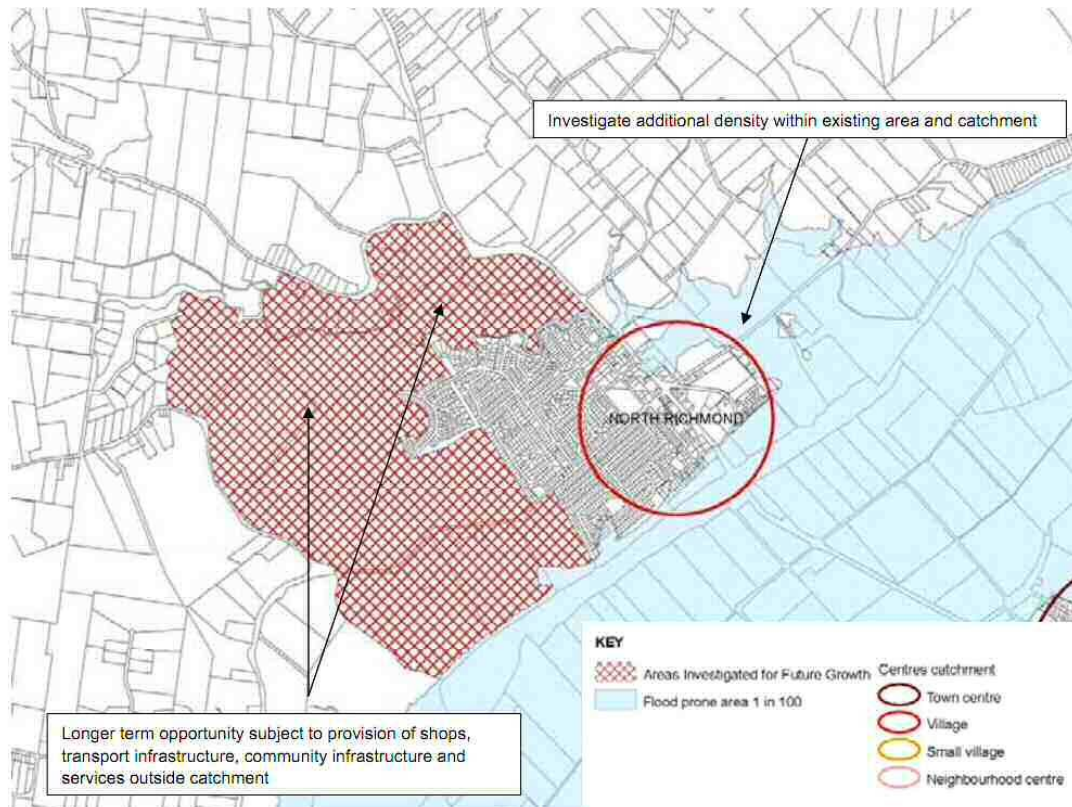 Investigate additional density within existing area and catchment
NORTH RICHMOND
KEY
Areas Investigated for Future Growth
Flood prone area 1 in 100
Centres catchment
Town centre
Village
Small village
Neighbourhood centre
Longer term opportunity subject to provision of shops,
transport infrastructure, community infrastructure and
services outside catchment